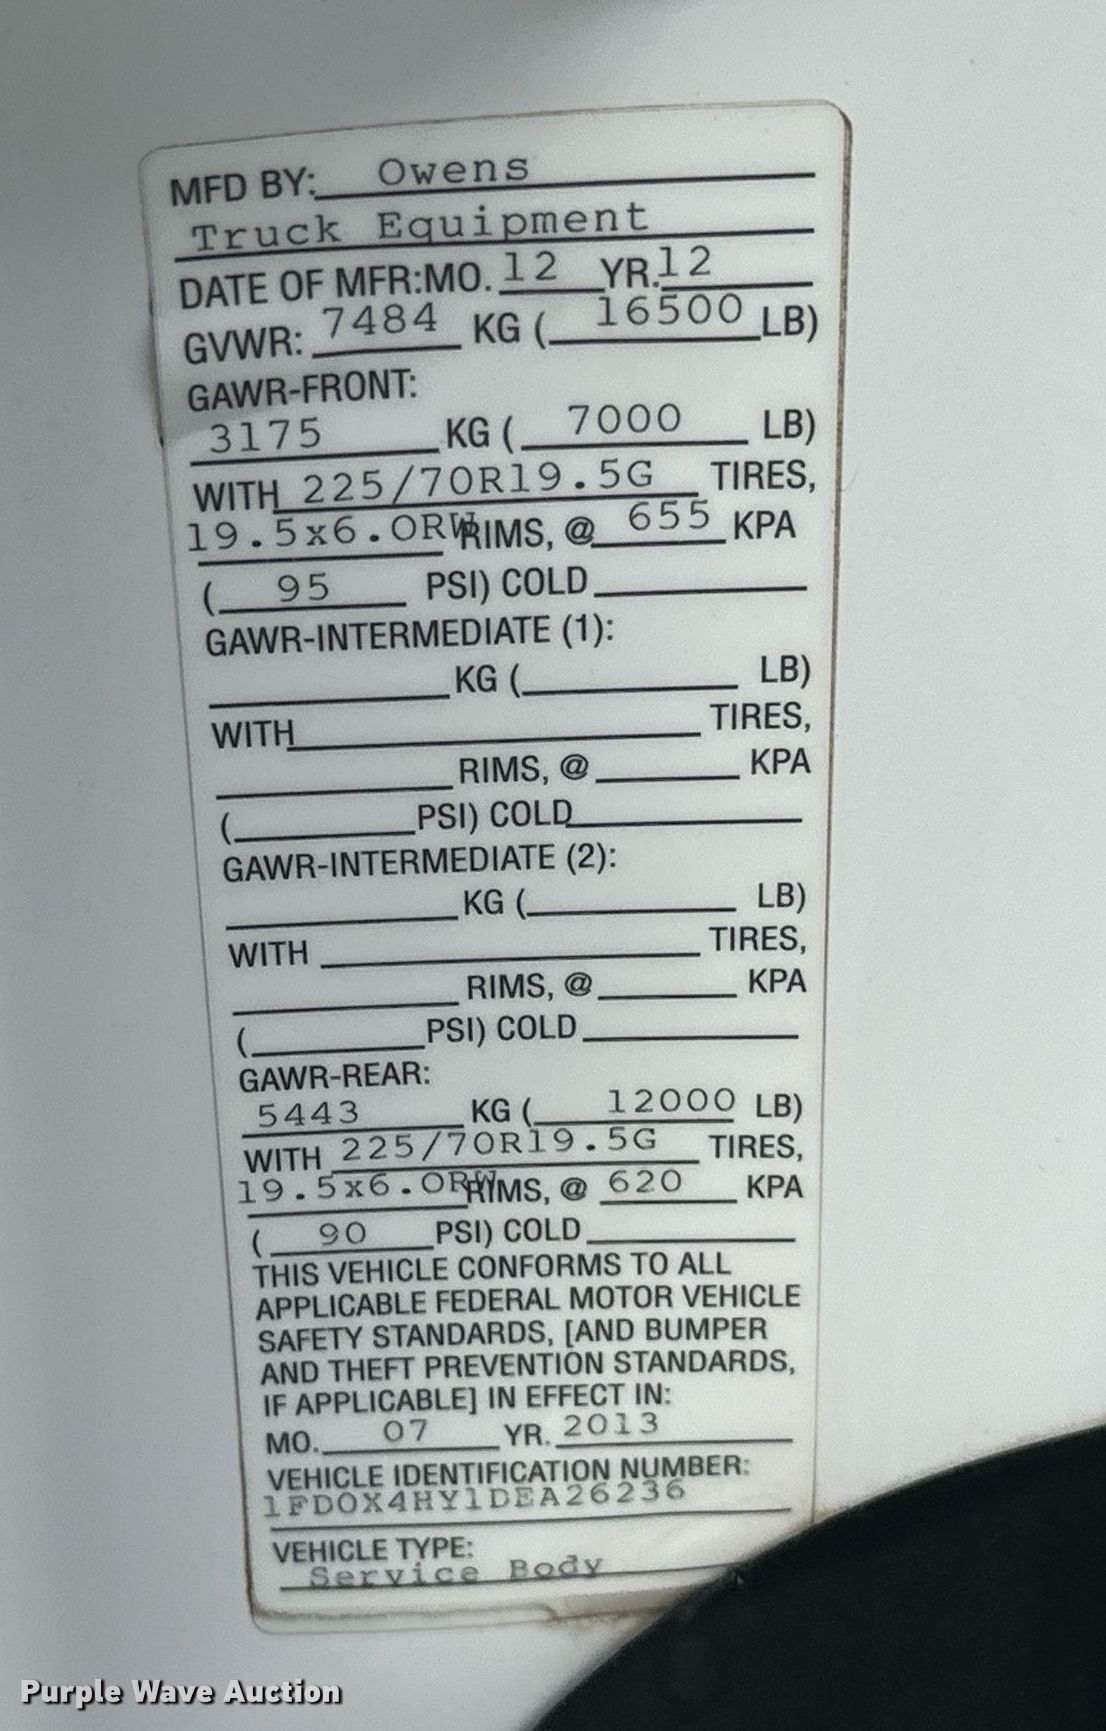 MFD BY: Owens
Truck Equipment
DATE OF MFR:MO. 12 YR. 12
GVWR: 7484 KG ( 16500 LB)
GAWR-FRONT:
3175 KG ( 7000 LB)
WITH 225/70R19.5G TIRES,
19.5x6.0RW RIMS, @ 655 KPA
( 95 PSI) COLD
GAWR-INTERMEDIATE (1):
KG ( LB)
WITH TIRES,
RIMS, @ KPA
( PSI) COLD
GAWR-INTERMEDIATE (2):
KG ( LB)
WITH TIRES,
RIMS, @ KPA
( PSI) COLD
GAWR-REAR:
5443 KG ( 12000 LB)
WITH 225/70R19.5G TIRES,
19.5x6.0RW RIMS, @ 620 KPA
( 90 PSI) COLD
THIS VEHICLE CONFORMS TO ALL
APPLICABLE FEDERAL MOTOR VEHICLE
SAFETY STANDARDS, [AND BUMPER
AND THEFT PREVENTION STANDARDS,
IF APPLICABLE] IN EFFECT IN:
MO. 07 YR. 2013
VEHICLE IDENTIFICATION NUMBER:
1FD0X4HY1DEA26236
VEHICLE TYPE:
Service Body
Purple Wave Auction